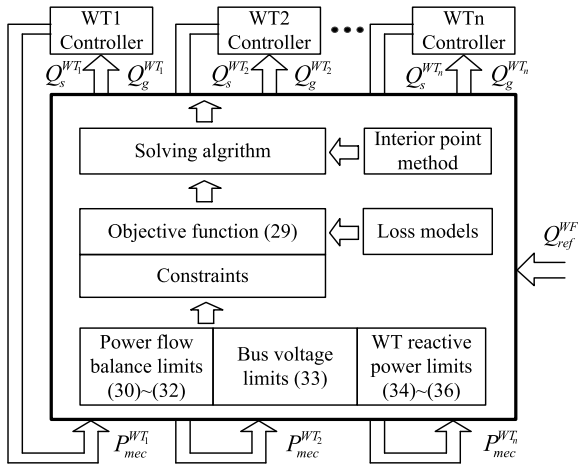 WT1 Controller
WT2 Controller
WTn Controller
Q_s^{WT_1} Q_g^{WT_1}
Q_s^{WT_2} Q_g^{WT_2}
Q_s^{WT_n} Q_g^{WT_n}
Solving algrithm
Interior point method
Objective function (29)
Loss models
Constraints
Q_{ref}^{WF}
Power flow balance limits (30)~(32)
Bus voltage limits (33)
WT reactive power limits (34)~(36)
P_{mec}^{WT_1}
P_{mec}^{WT_2}
P_{mec}^{WT_n}